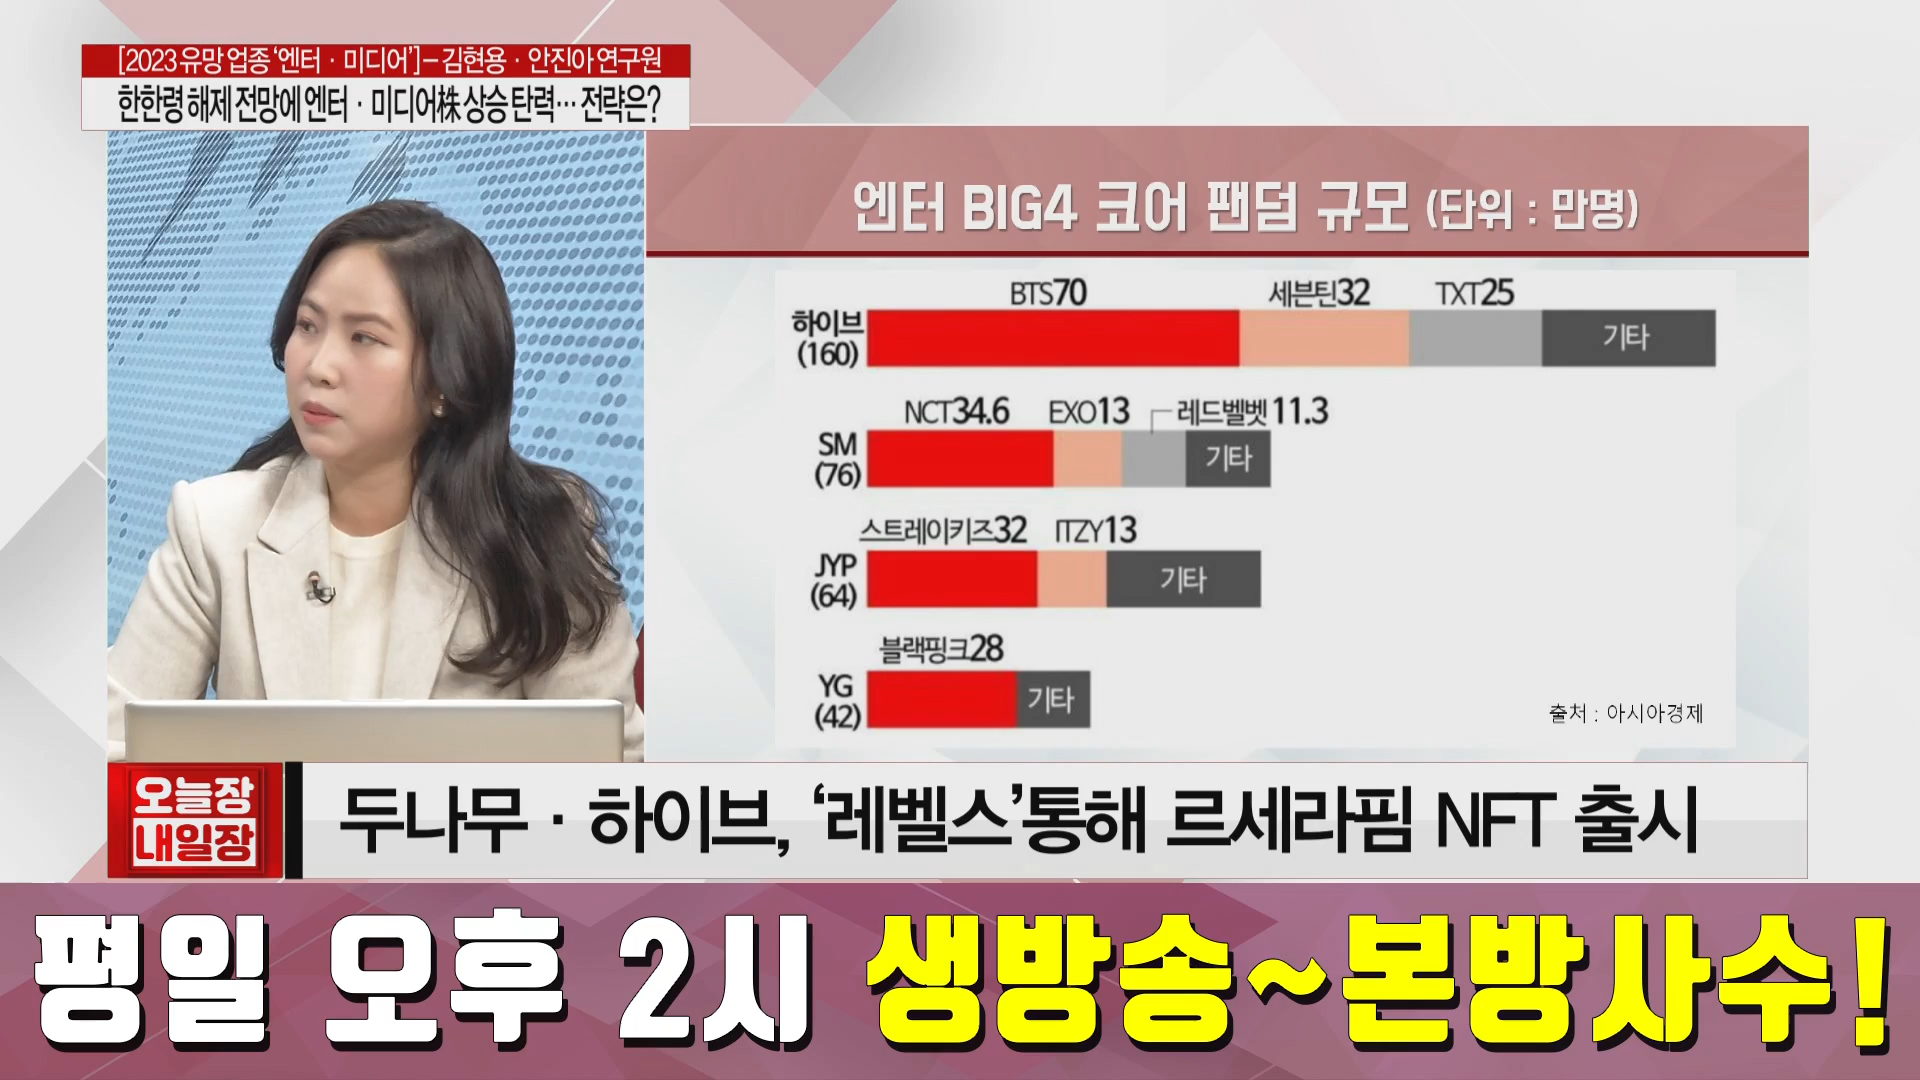 [2023 유망 업종 ‘엔터 · 미디어’] – 김현용 · 안진아 연구원
한한령 해제 전망에 엔터 · 미디어株 상승 탄력… 전략은?
엔터 BIG4 코어 팬덤 규모 (단위 : 만명)
BTS70 세븐틴32 TXT25
하이브
(160)
기타
NCT34.6 EXO13 레드벨벳 11.3
SM
(76)
기타
스트레이키즈32 ITZY13
JYP
(64)
기타
블랙핑크28
YG
(42)
기타
출처 : 아시아경제
오늘장
내일장
두나무 · 하이브, ‘레벨스’통해 르세라핌 NFT 출시
평일 오후 2시 생방송~본방사수!